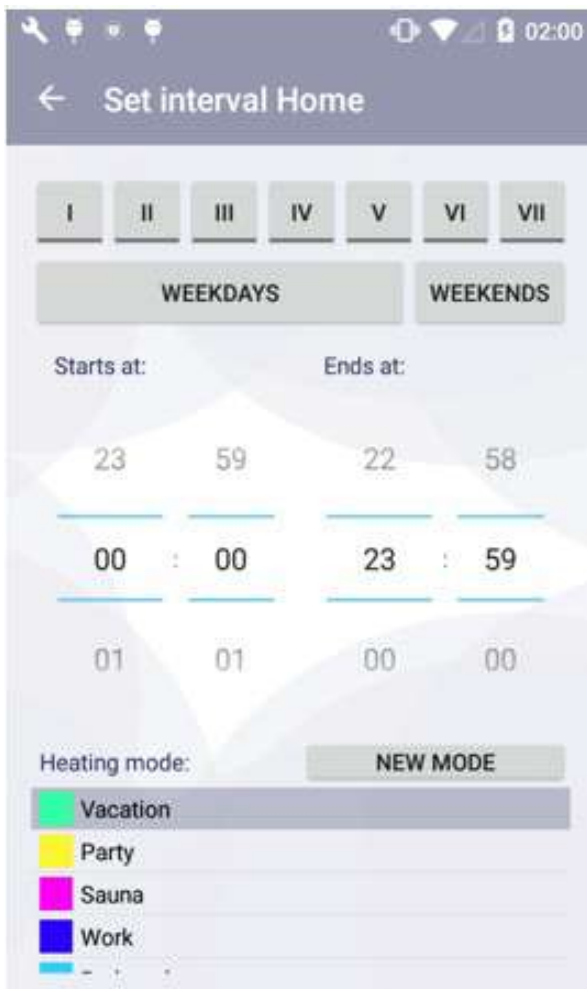 02:00
Set interval Home
I II III IV V VI VII
WEEKDAYS WEEKENDS
Starts at: Ends at:
23 59 22 58
00 : 00 23 : 59
01 01 00 00
Heating mode: NEW MODE
Vacation
Party
Sauna
Work